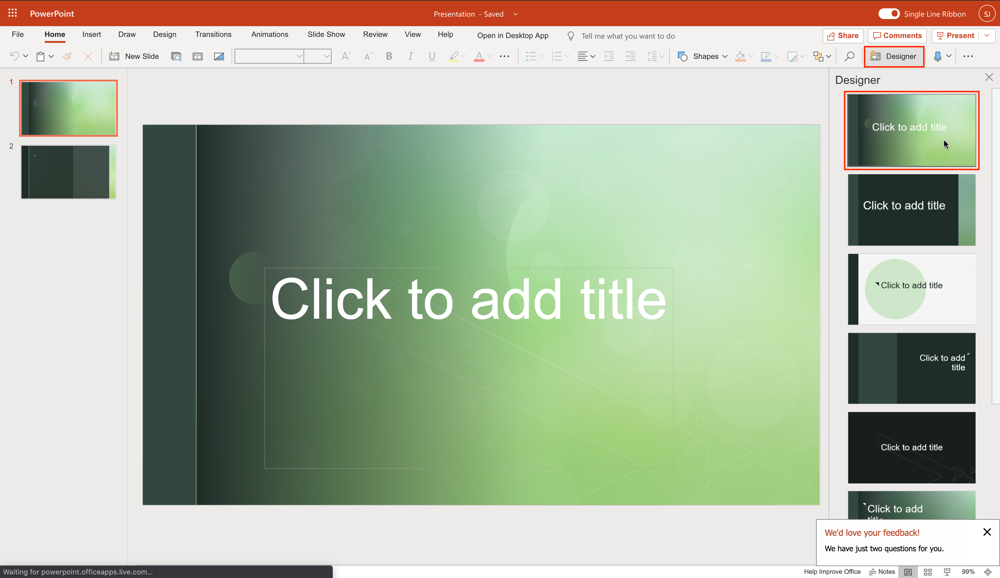 PowerPoint
Presentation - Saved
Single Line Ribbon
SJ
File
Home
Insert
Draw
Design
Transitions
Animations
Slide Show
Review
View
Help
Open in Desktop App
Tell me what you want to do
Share
Comments
Present
New Slide
Shapes
Designer
1
2
Click to add title
Designer
Click to add title
Click to add title
Click to add title
Click to add
title
Click to add title
Click to add
We'd love your feedback!
We have just two questions for you.
Waiting for powerpoint.officeapps.live.com...
Help Improve Office
Notes
99%